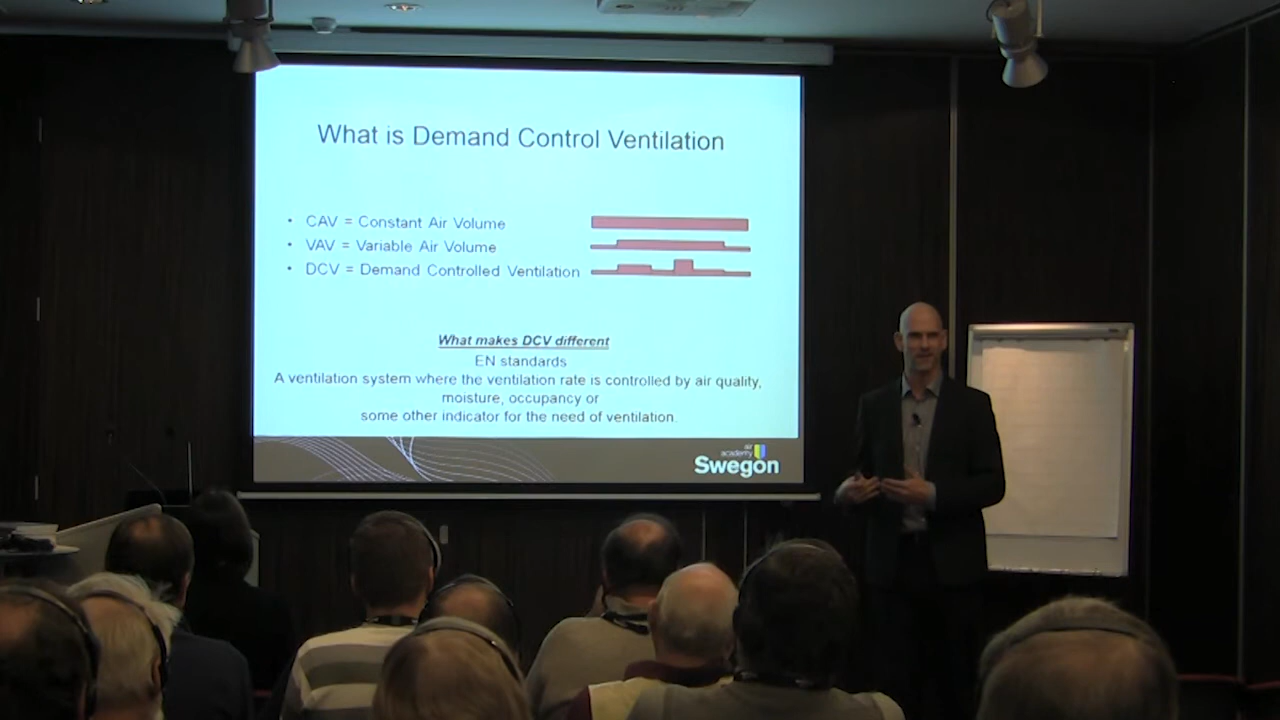 What is Demand Control Ventilation
• CAV = Constant Air Volume
• VAV = Variable Air Volume
• DCV = Demand Controlled Ventilation
What makes DCV different
EN standards
A ventilation system where the ventilation rate is controlled by air quality,
moisture, occupancy or
some other indicator for the need of ventilation.
air
academy
Swegon